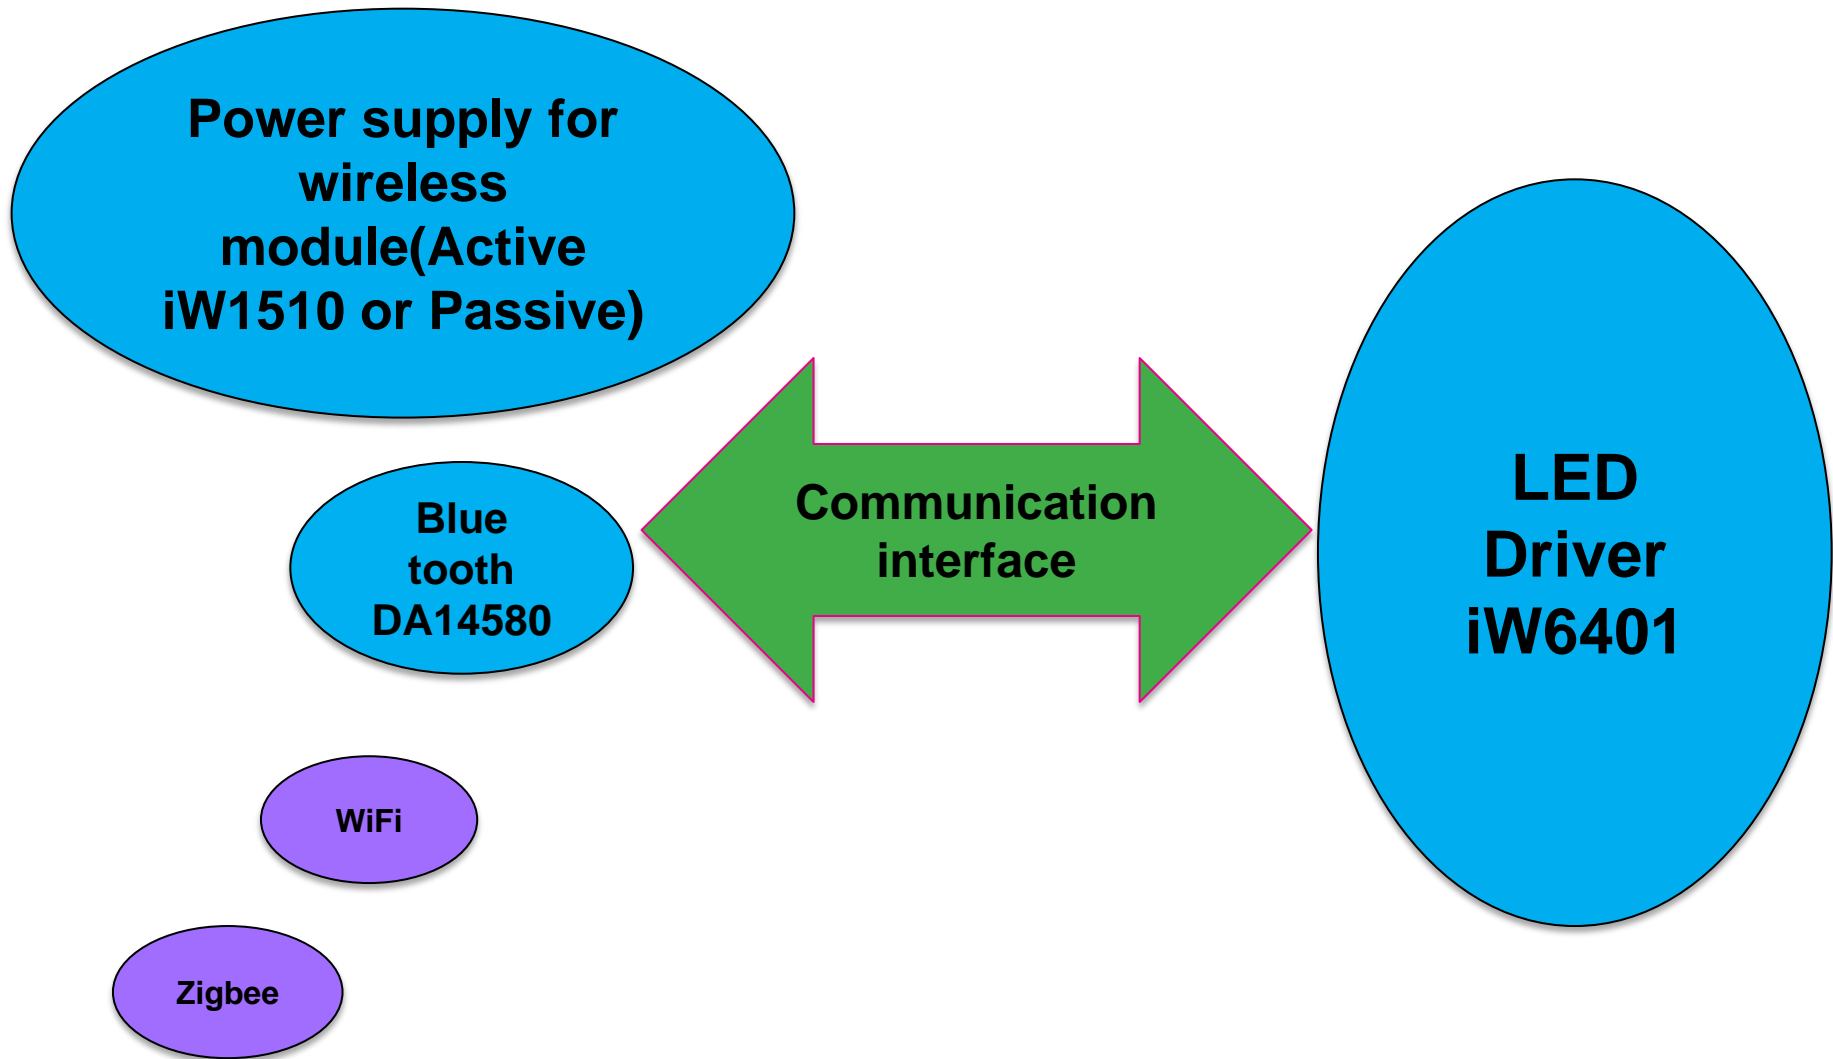 Power supply for
wireless
module(Active
iW1510 or Passive)
Blue
tooth
DA14580
Communication
interface
LED
Driver
iW6401
WiFi
Zigbee